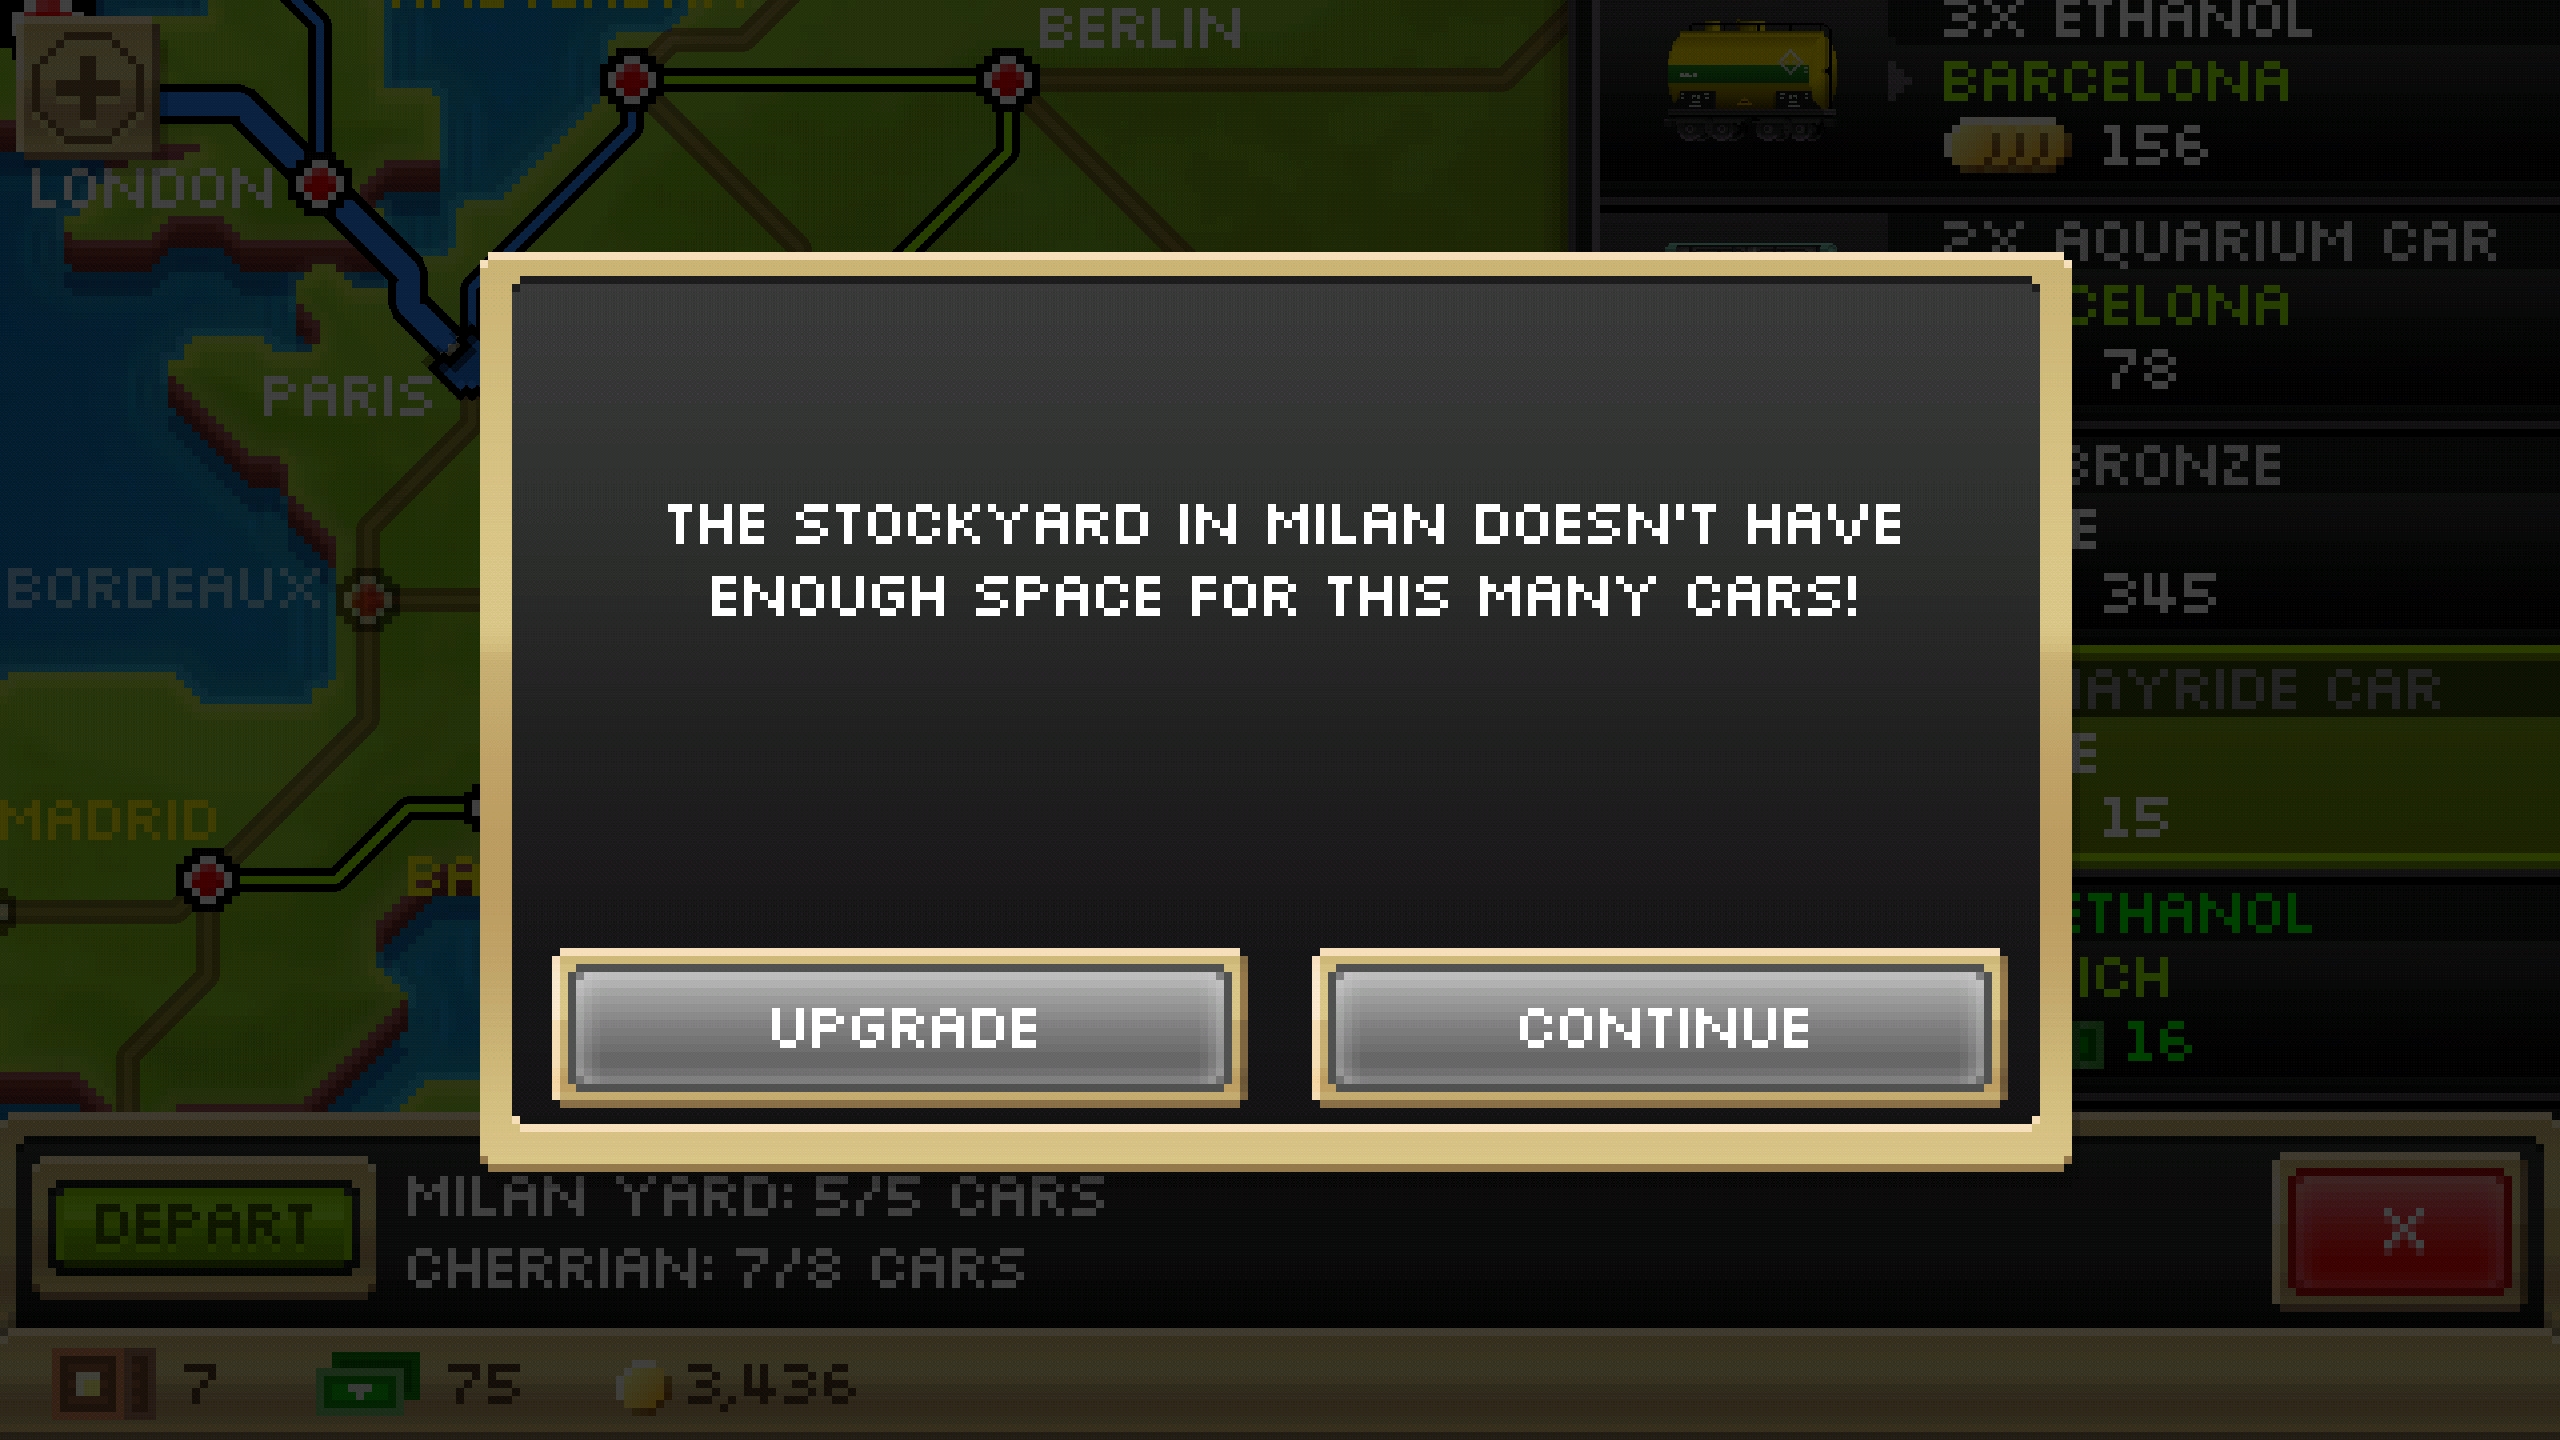 BERLIN
LONDON
PARIS
BORDEAUX
MADRID
3X ETHANOL
BARCELONA
156
2X AQUARIUM CAR
CELONA
78
BRONZE
E
345
AYRIDE CAR
E
15
ETHANOL
ICH
16
THE STOCKYARD IN MILAN DOESN'T HAVE
ENOUGH SPACE FOR THIS MANY CARS!
UPGRADE
CONTINUE
BA
DEPART
MILAN YARD: 5/5 CARS
CHERRIAN: 7/8 CARS
X
7
75
3,436